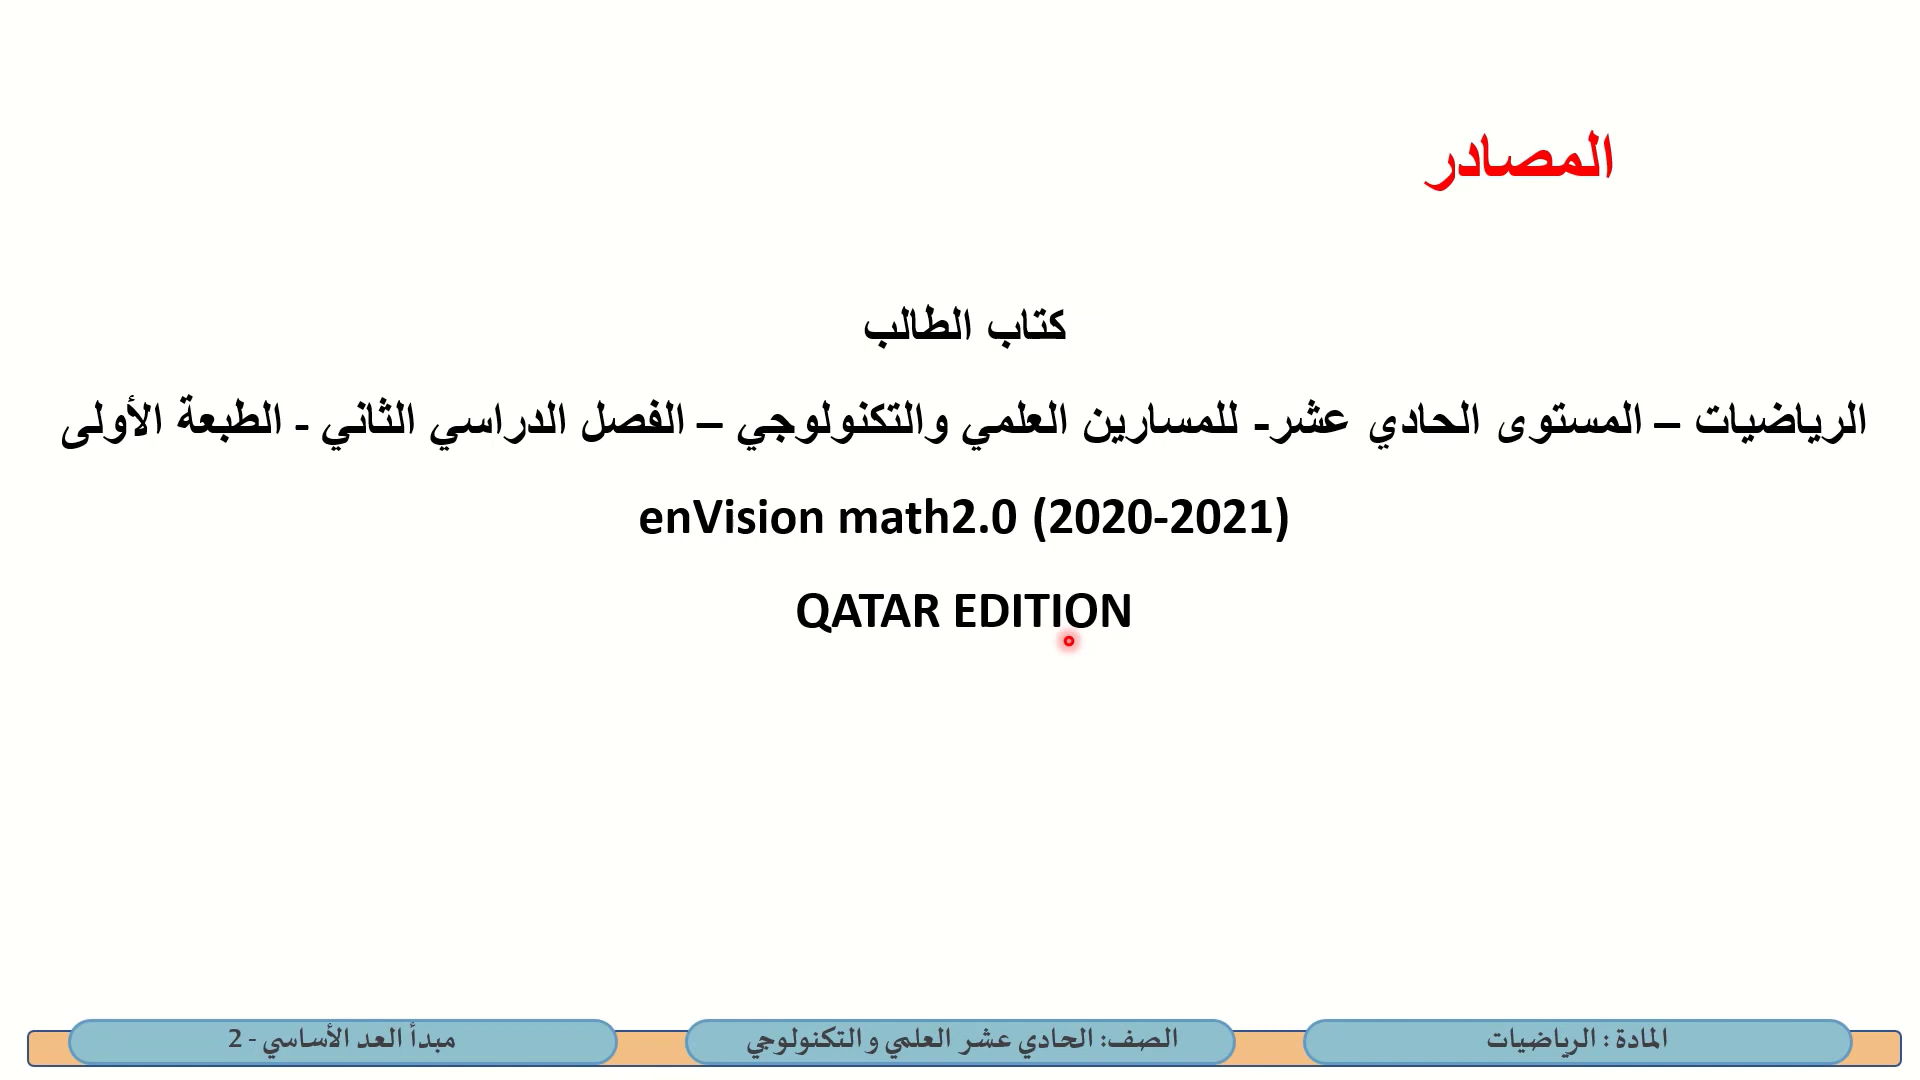 المصادر
كتاب الطالب
الرياضيات – المستوى الحادي عشر- للمسارين العلمي والتكنولوجي – الفصل الدراسي الثاني - الطبعة الأولى
enVision math2.0 (2020-2021)
QATAR EDITION
المادة : الرياضيات
الصف: الحادي عشر العلمي و التكنولوجي
مبدأ العد الأساسي - 2